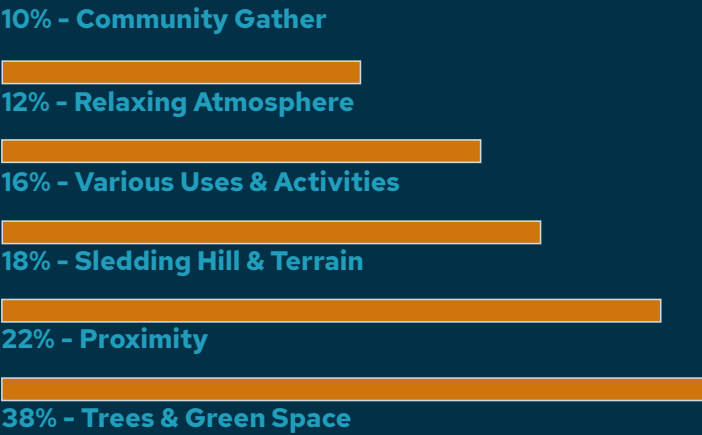 10% - Community Gather
12% - Relaxing Atmosphere
16% - Various Uses & Activities
18% - Sledding Hill & Terrain
22% - Proximity
38% - Trees & Green Space